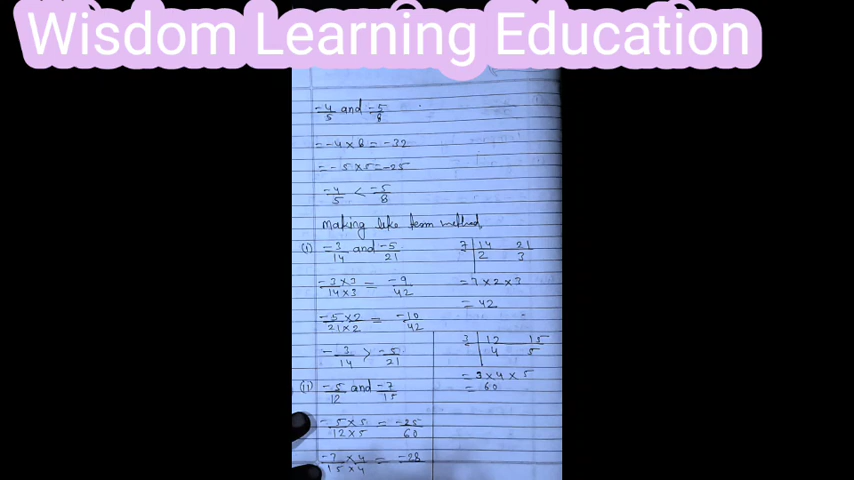 Wisdom Learning Education
-4/5 and -5/8
= -4 × 8 = -32
= -5 × 5 = -25
-4/5 < -5/8
Making like term method
(i) -3/14 and -5/21
-3×3/14×3 = -9/42
-5×2/21×2 = -10/42
-3/14 > -5/21
(ii) -5/12 and -7/15
-5×5/12×5 = -25/60
-7×4/15×4 = -28
7 | 14 21
2 3
= 7 × 2 × 3
= 42
3 | 12 15
4 5
= 3 × 4 × 5
= 60